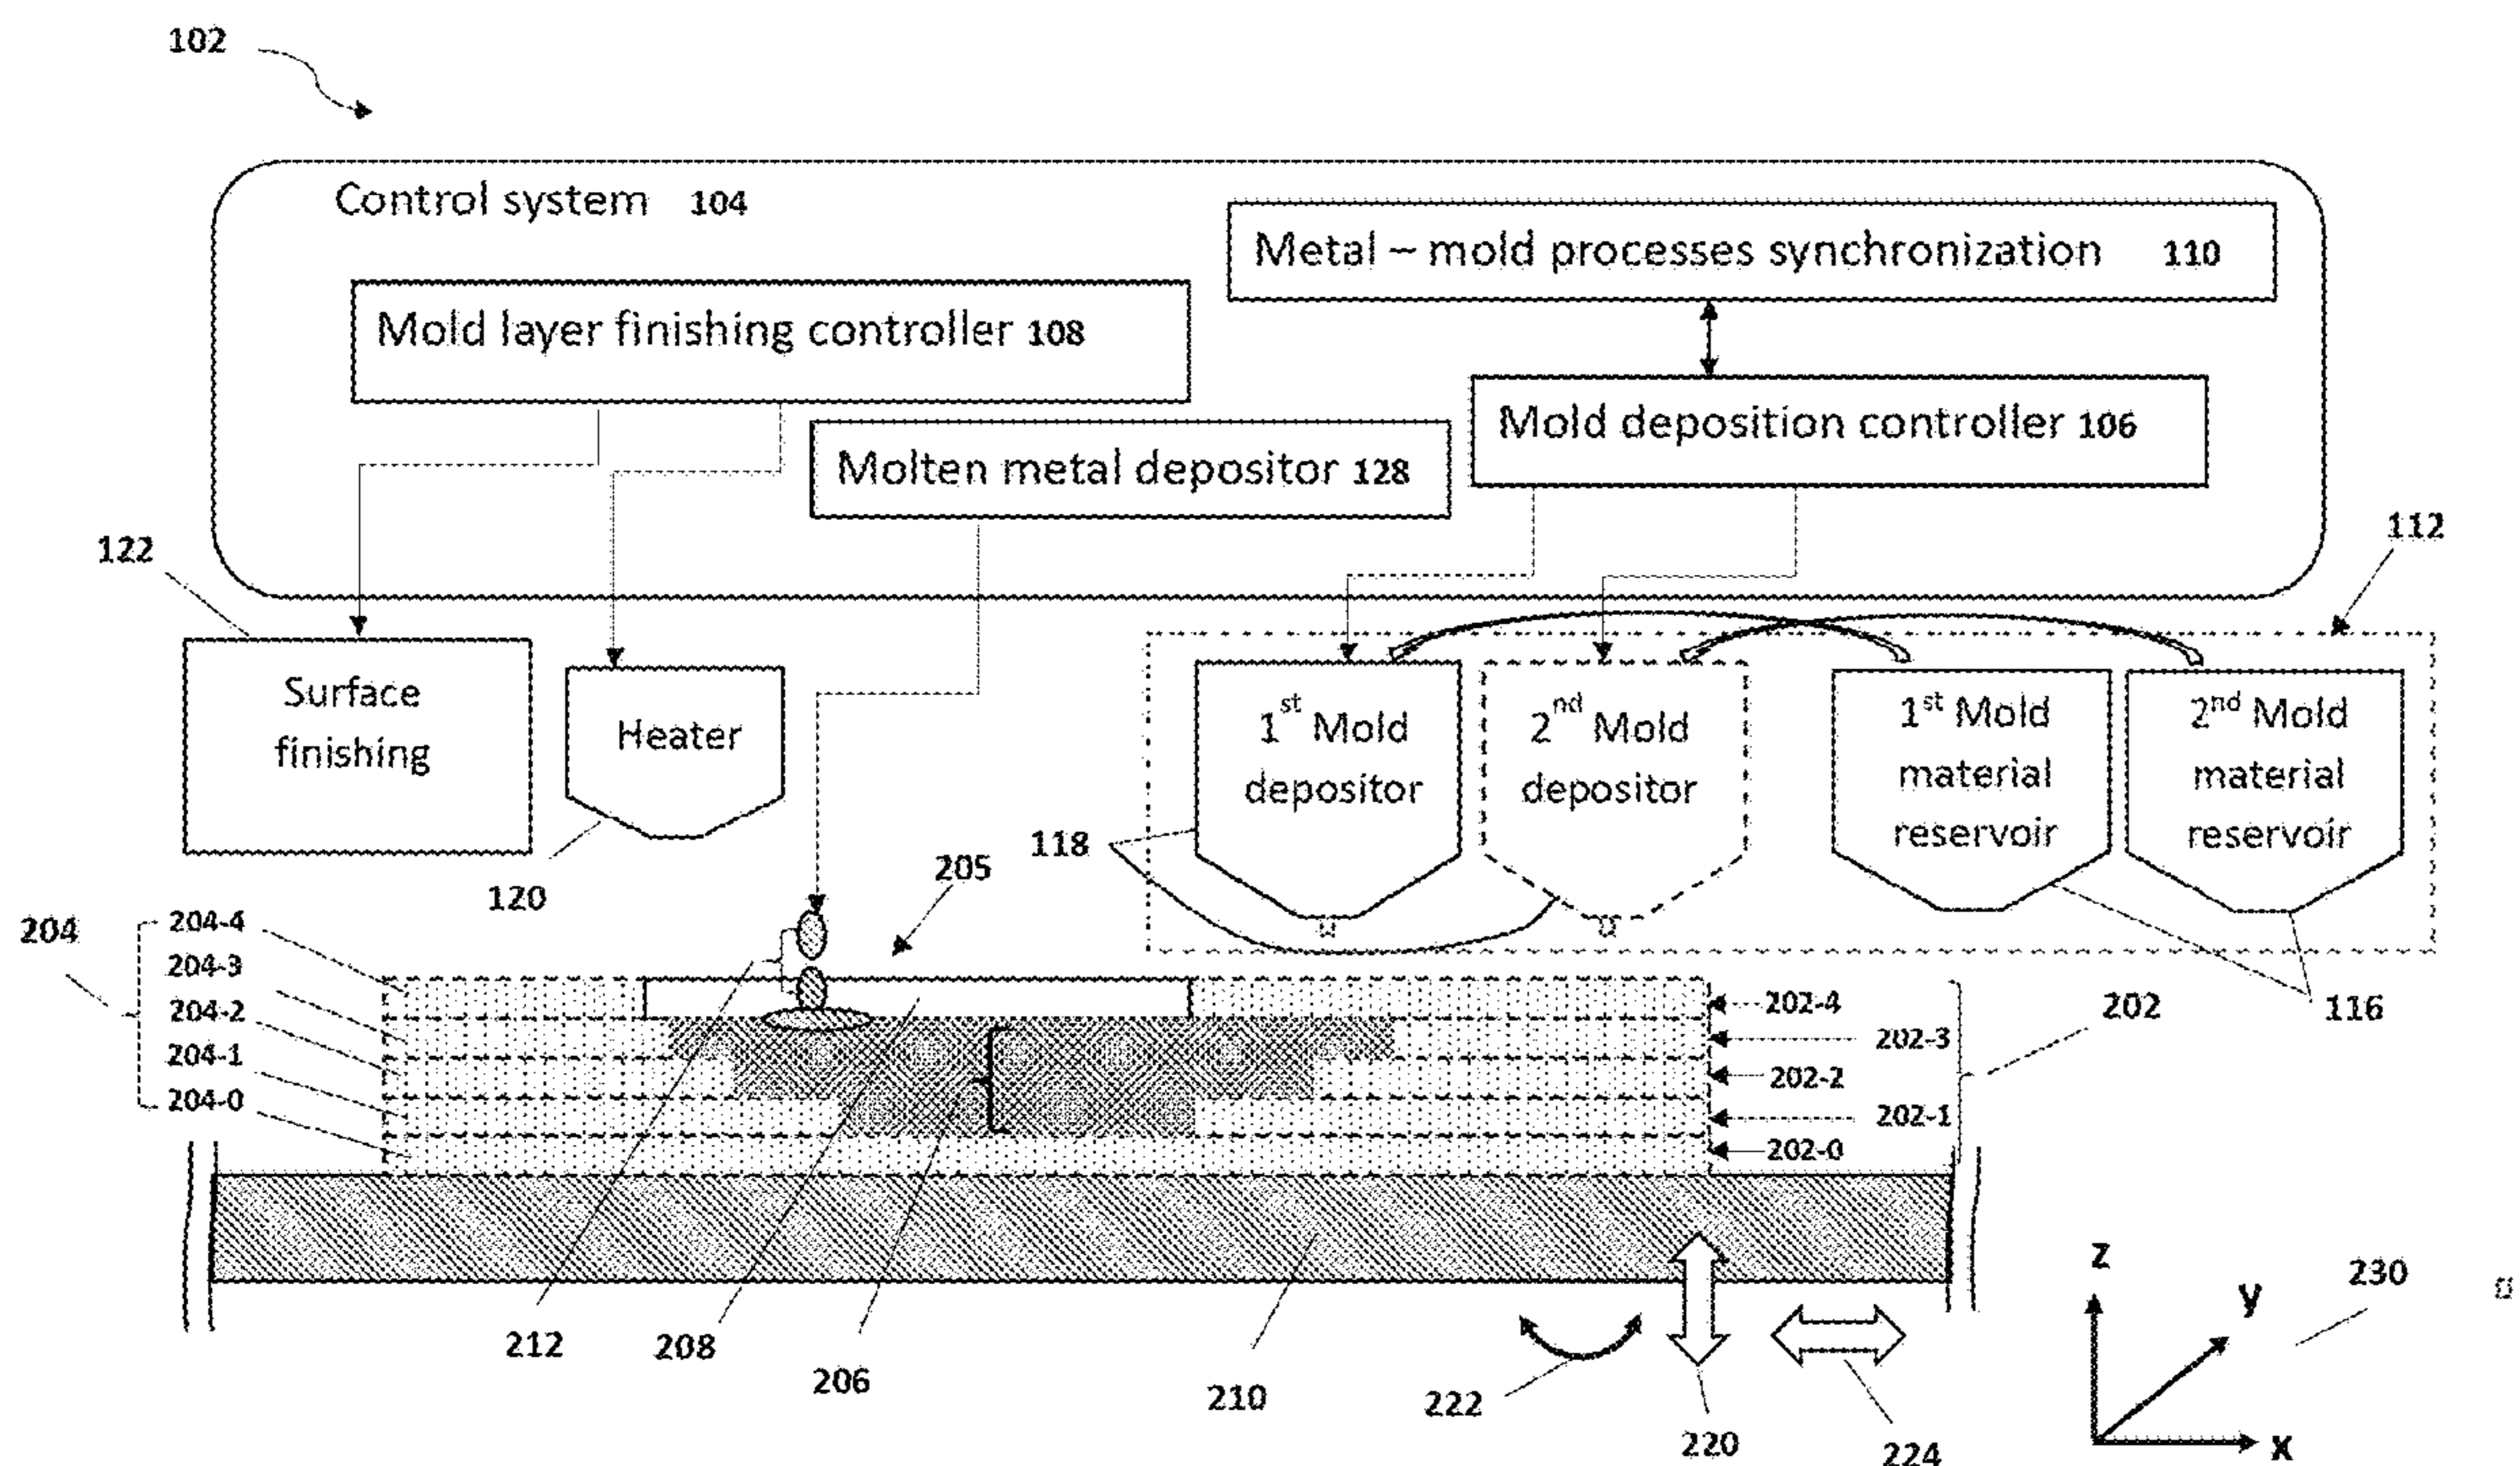 102
Control system 104
Metal – mold processes synchronization 110
Mold layer finishing controller 108
Mold deposition controller 106
Molten metal depositor 128
122
112
Surface
finishing
Heater
1st Mold
depositor
2nd Mold
depositor
1st Mold
material
reservoir
2nd Mold
material
reservoir
118
120
205
204
204-4
204-3
204-2
204-1
204-0
202-4
202-3
202-2
202-1
202-0
202
116
212
208
206
210
222
220
224
z
y
x
230